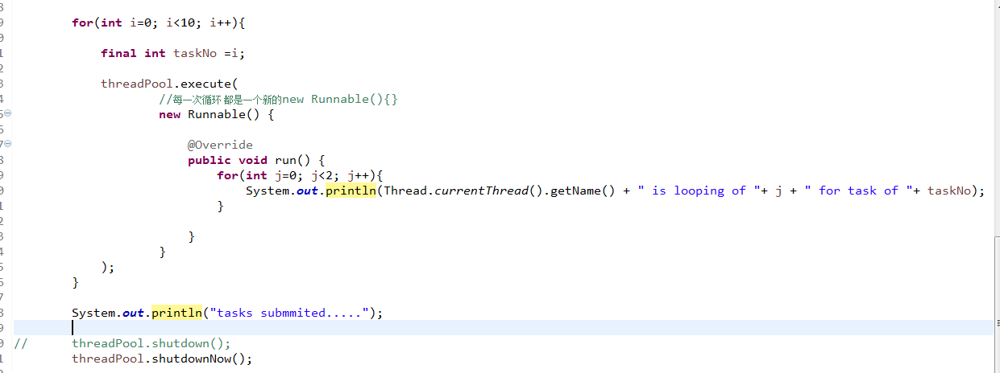 for(int i=0; i<10; i++){
final int taskNo =i;
threadPool.execute(
//每一次循环 都是一个新的new Runnable(){}
new Runnable() {
@Override
public void run() {
for(int j=0; j<2; j++){
System.out.println(Thread.currentThread().getName() + " is looping of "+ j + " for task of "+ taskNo);
}
}
}
);
}
System.out.println("tasks submmited.....");
// threadPool.shutdown();
threadPool.shutdownNow();